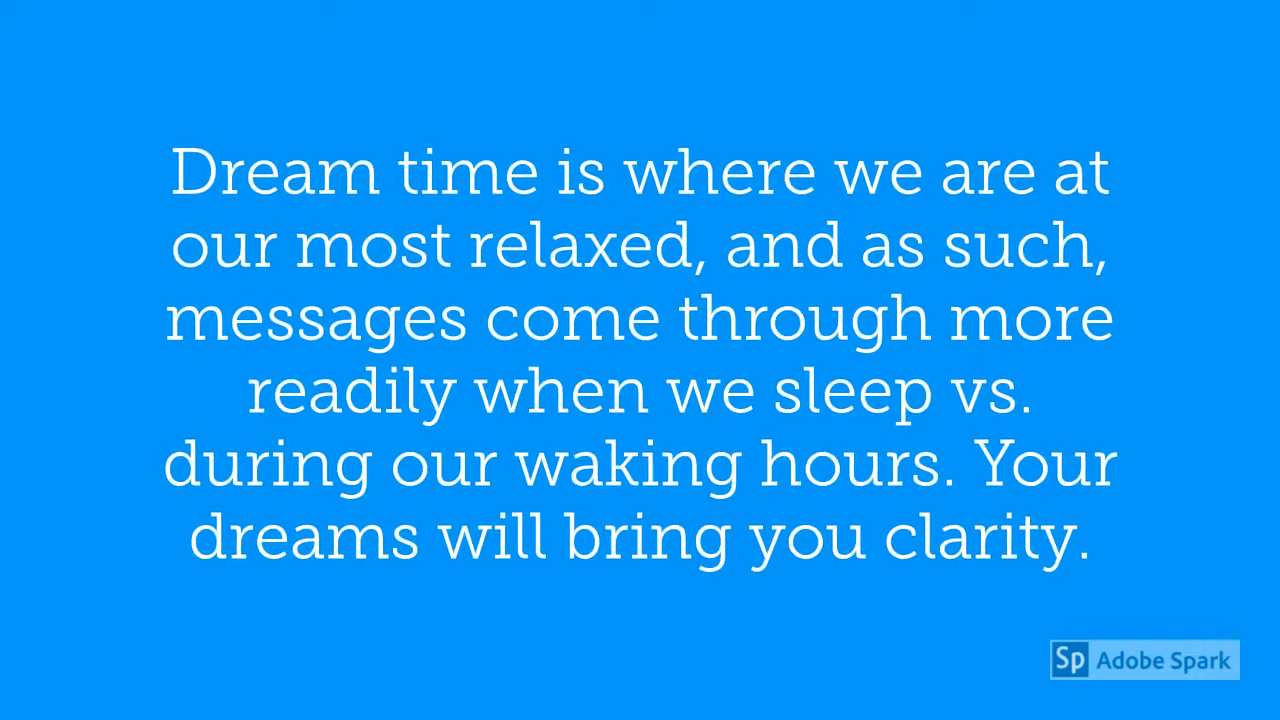 Dream time is where we are at
our most relaxed, and as such,
messages come through more
readily when we sleep vs.
during our waking hours. Your
dreams will bring you clarity.
Sp Adobe Spark